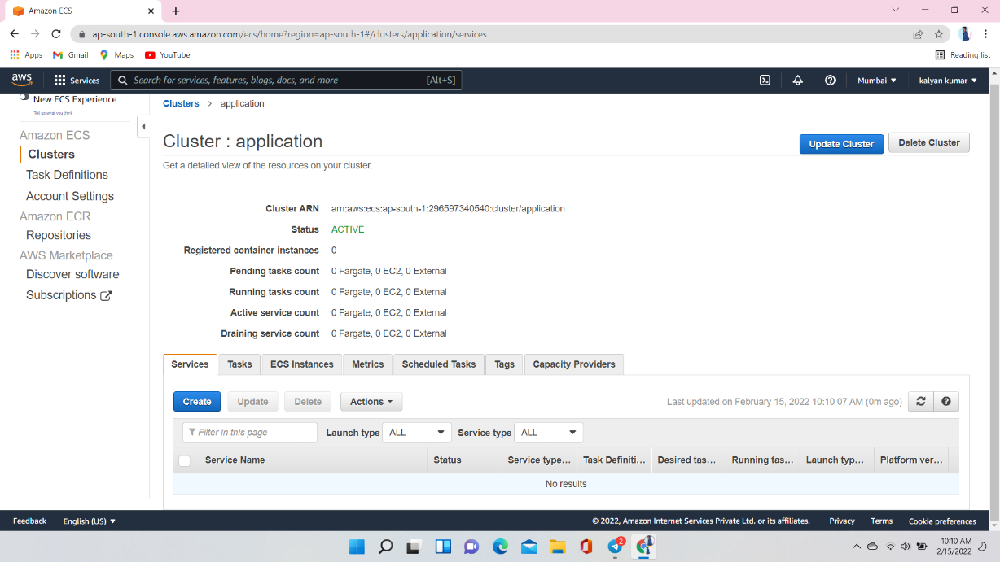 Amazon ECS
ap-south-1.console.aws.amazon.com/ecs/home?region=ap-south-1#/clusters/application/services
Apps Gmail Maps YouTube Reading list
aws Services Search for services, features, blogs, docs, and more [Alt+S] Mumbai kalyan kumar
New ECS Experience
Tell us what you think
Amazon ECS
Clusters
Task Definitions
Account Settings
Amazon ECR
Repositories
AWS Marketplace
Discover software
Subscriptions
Clusters > application
Cluster : application
Update Cluster Delete Cluster
Get a detailed view of the resources on your cluster.
Cluster ARN arn:aws:ecs:ap-south-1:296597340540:cluster/application
Status ACTIVE
Registered container instances 0
Pending tasks count 0 Fargate, 0 EC2, 0 External
Running tasks count 0 Fargate, 0 EC2, 0 External
Active service count 0 Fargate, 0 EC2, 0 External
Draining service count 0 Fargate, 0 EC2, 0 External
Services Tasks ECS Instances Metrics Scheduled Tasks Tags Capacity Providers
Create Update Delete Actions Last updated on February 15, 2022 10:10:07 AM (0m ago)
Filter in this page Launch type ALL Service type ALL
Service Name Status Service type... Task Definiti... Desired tas... Running tas... Launch typ... Platform ver...
No results
Feedback English (US) © 2022, Amazon Internet Services Private Ltd. or its affiliates. Privacy Terms Cookie preferences
2
10:10 AM
2/15/2022